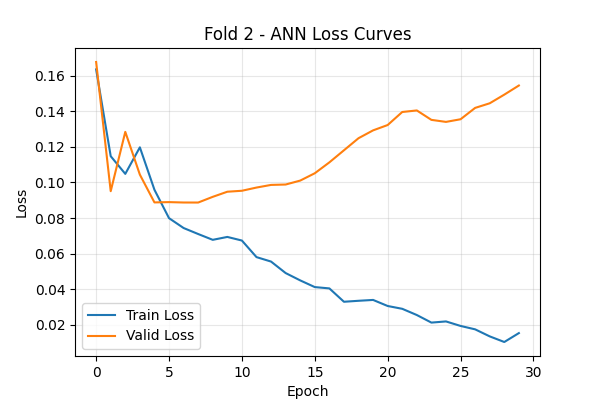 Fold 2 - ANN Loss Curves
Loss
0.16
0.14
0.12
0.10
0.08
0.06
0.04
0.02
Train Loss
Valid Loss
0 5 10 15 20 25 30
Epoch